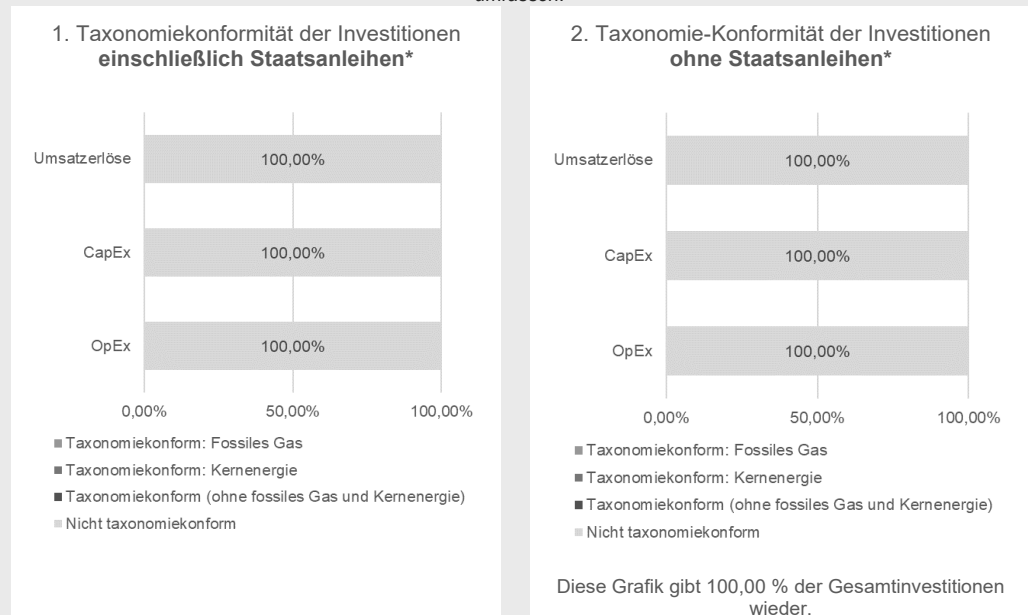 umfassen.
1. Taxonomiekonformität der Investitionen
einschließlich Staatsanleihen*
Umsatzerlöse
100,00%
CapEx
100,00%
OpEx
100,00%
0,00%
50,00%
100,00%
Taxonomiekonform: Fossiles Gas
Taxonomiekonform: Kernenergie
Taxonomiekonform (ohne fossiles Gas und Kernenergie)
Nicht taxonomiekonform
2. Taxonomie-Konformität der Investitionen
ohne Staatsanleihen*
Umsatzerlöse
100,00%
CapEx
100,00%
OpEx
100,00%
0,00%
50,00%
100,00%
Taxonomiekonform: Fossiles Gas
Taxonomiekonform: Kernenergie
Taxonomiekonform (ohne fossiles Gas und Kernenergie)
Nicht taxonomiekonform
Diese Grafik gibt 100,00 % der Gesamtinvestitionen
wieder.